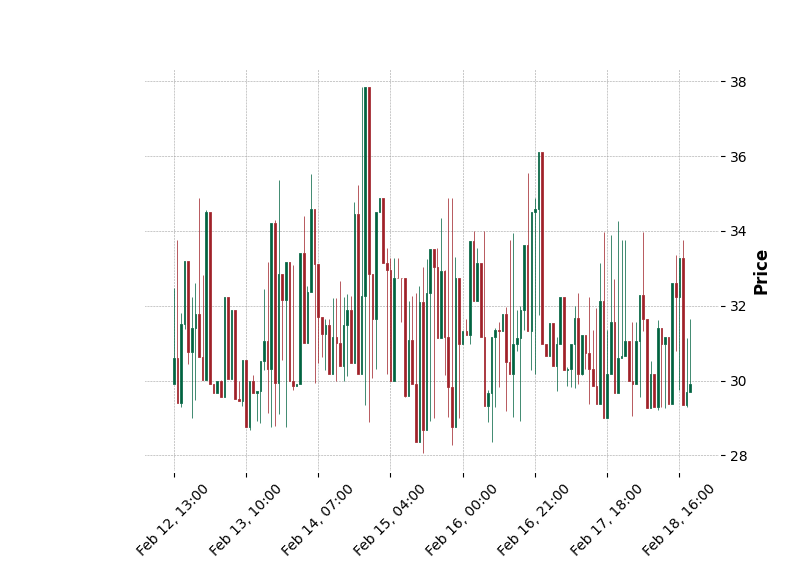 38
36
34
32
30
28
Price
Feb 12, 13:00
Feb 13, 10:00
Feb 14, 07:00
Feb 15, 04:00
Feb 16, 00:00
Feb 16, 21:00
Feb 17, 18:00
Feb 18, 16:00